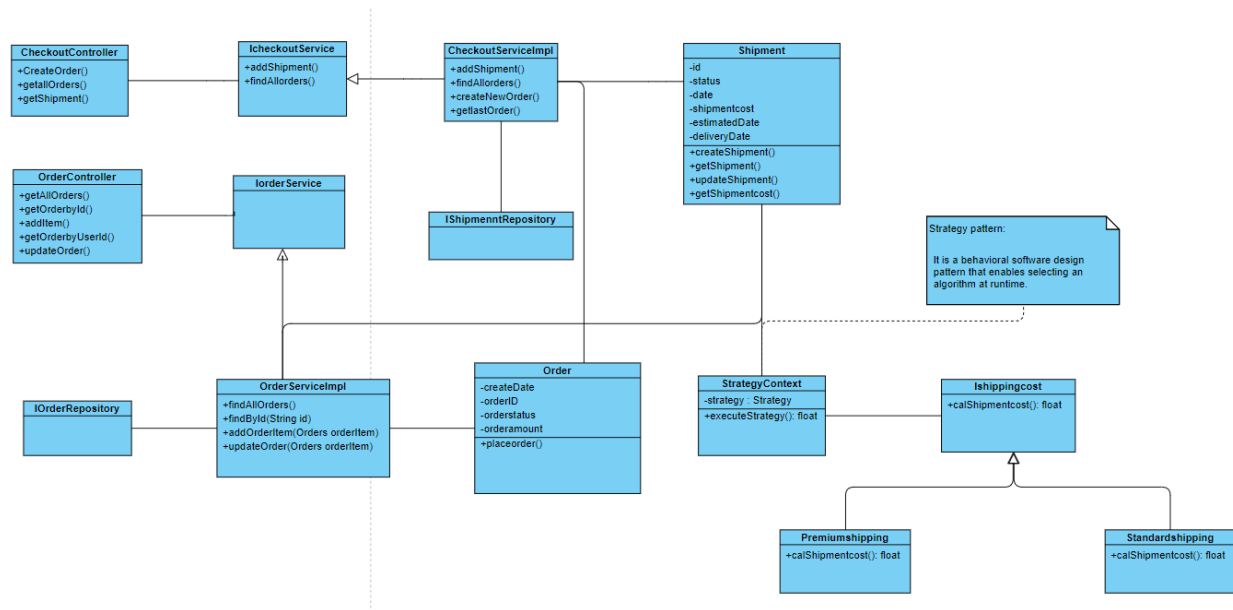 CheckoutController
+CreateOrder()
+getallOrders()
+getShipment()
IcheckoutService
+addShipment()
+findAllorders()
CheckoutServiceImpl
+addShipment()
+findAllorders()
+createNewOrder()
+getlastOrder()
Shipment
-id
-status
-date
-shipmentcost
-estimatedDate
-deliveryDate
+createShipment()
+getShipment()
+updateShipment()
+getShipmentcost()
OrderController
+getAllOrders()
+getOrderbyId()
+addItem()
+getOrderbyUserId()
+updateOrder()
IorderService
IShipmenntRepository
Strategy pattern:
It is a behavioral software design
pattern that enables selecting an
algorithm at runtime.
IOrderRepository
OrderServiceImpl
+findAllOrders()
+findById(String id)
+addOrderItem(Orders orderItem)
+updateOrder(Orders orderItem)
Order
-createDate
-orderID
-orderstatus
-orderamount
+placeorder()
StrategyContext
-strategy : Strategy
+executeStrategy(): float
Ishippingcost
+calShipmentcost(): float
Premiumshipping
+calShipmentcost(): float
Standardshipping
+calShipmentcost(): float